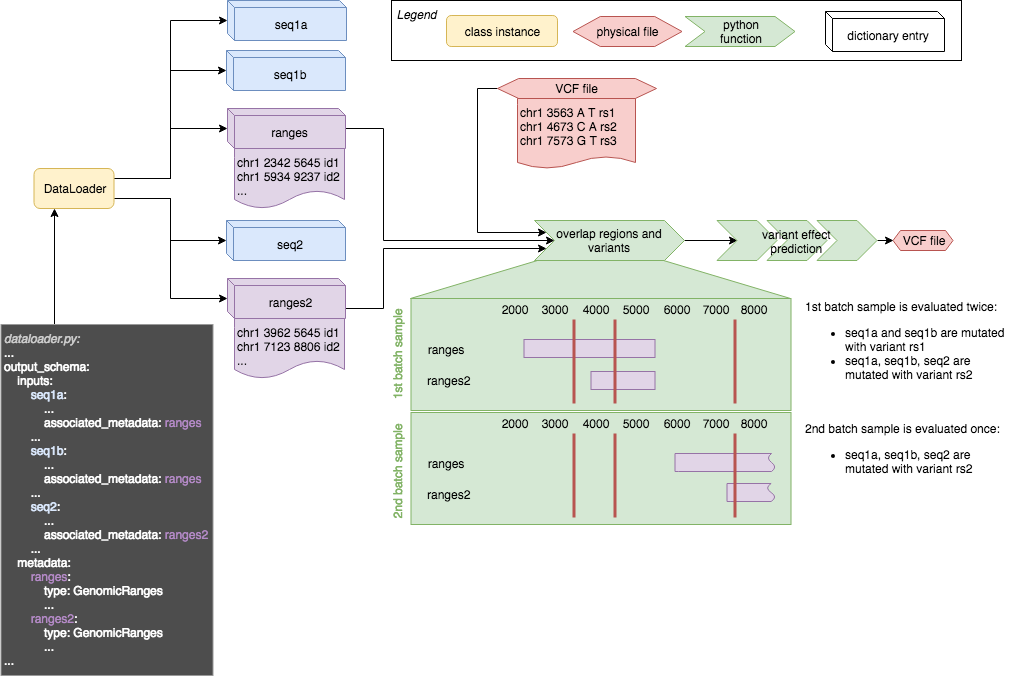 Legend
class instance
physical file
python
function
dictionary entry
seq1a
seq1b
ranges
chr1 2342 5645 id1
chr1 5934 9237 id2
...
DataLoader
seq2
ranges2
chr1 3962 5645 id1
chr1 7123 8806 id2
...
VCF file
chr1 3563 A T rs1
chr1 4673 C A rs2
chr1 7573 G T rs3
overlap regions and
variants
variant effect
prediction
VCF file
dataloader.py:
...
output_schema:
inputs:
seq1a:
...
associated_metadata: ranges
...
seq1b:
...
associated_metadata: ranges
...
seq2:
...
associated_metadata: ranges2
...
metadata:
ranges:
type: GenomicRanges
...
ranges2:
type: GenomicRanges
...
...
1st batch sample
2000 3000 4000 5000 6000 7000 8000
ranges
ranges2
2nd batch sample
2000 3000 4000 5000 6000 7000 8000
ranges
ranges2
1st batch sample is evaluated twice:
• seq1a and seq1b are mutated
with variant rs1
• seq1a, seq1b, seq2 are
mutated with variant rs2
2nd batch sample is evaluated once:
• seq1a, seq1b, seq2 are
mutated with variant rs2